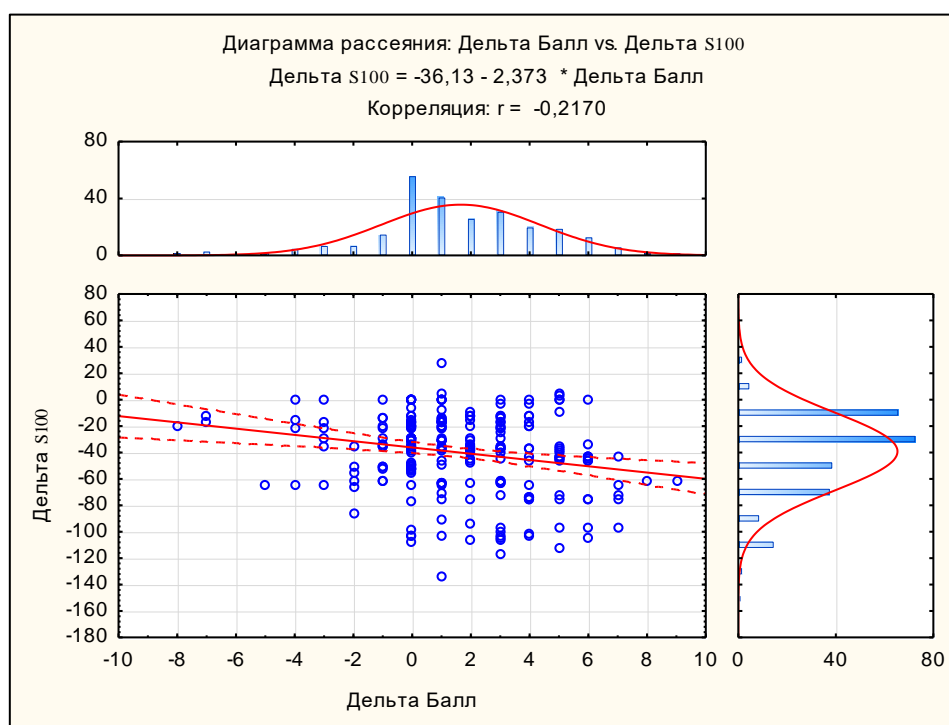 Диаграмма рассеяния: Дельта Балл vs. Дельта S100
Дельта S100 = -36,13 - 2,373 * Дельта Балл
Корреляция: r = -0,2170
80
40
0
80
60
40
20
0
-20
-40
-60
-80
-100
-120
-140
-160
-180
Дельта S100
-10 -8 -6 -4 -2 0 2 4 6 8 10
0 40 80
Дельта Балл